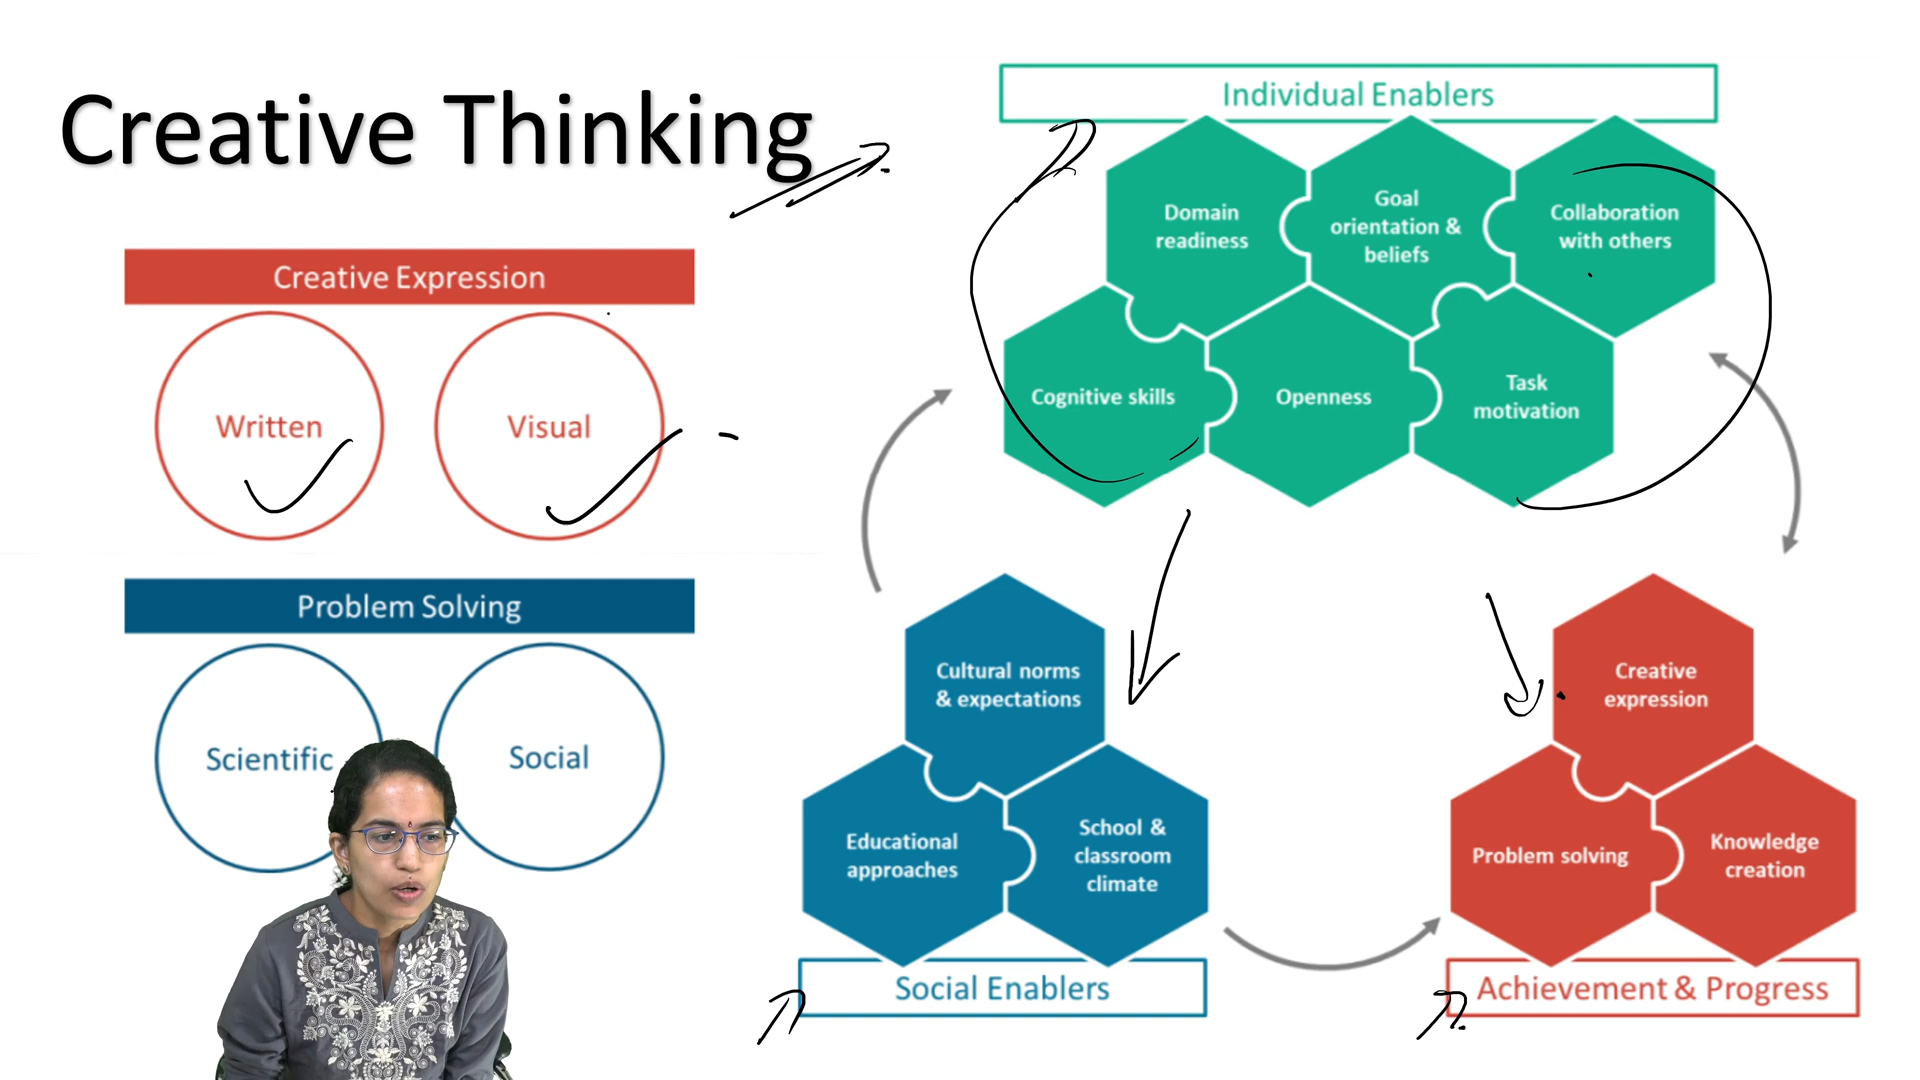 Creative Thinking
Creative Expression
Written
Visual
Problem Solving
Scientific
Social
Individual Enablers
Domain
readiness
Goal
orientation &
beliefs
Collaboration
with others
Cognitive skills
Openness
Task
motivation
Cultural norms
& expectations
Educational
approaches
School &
classroom
climate
Social Enablers
Creative
expression
Problem solving
Knowledge
creation
Achievement & Progress